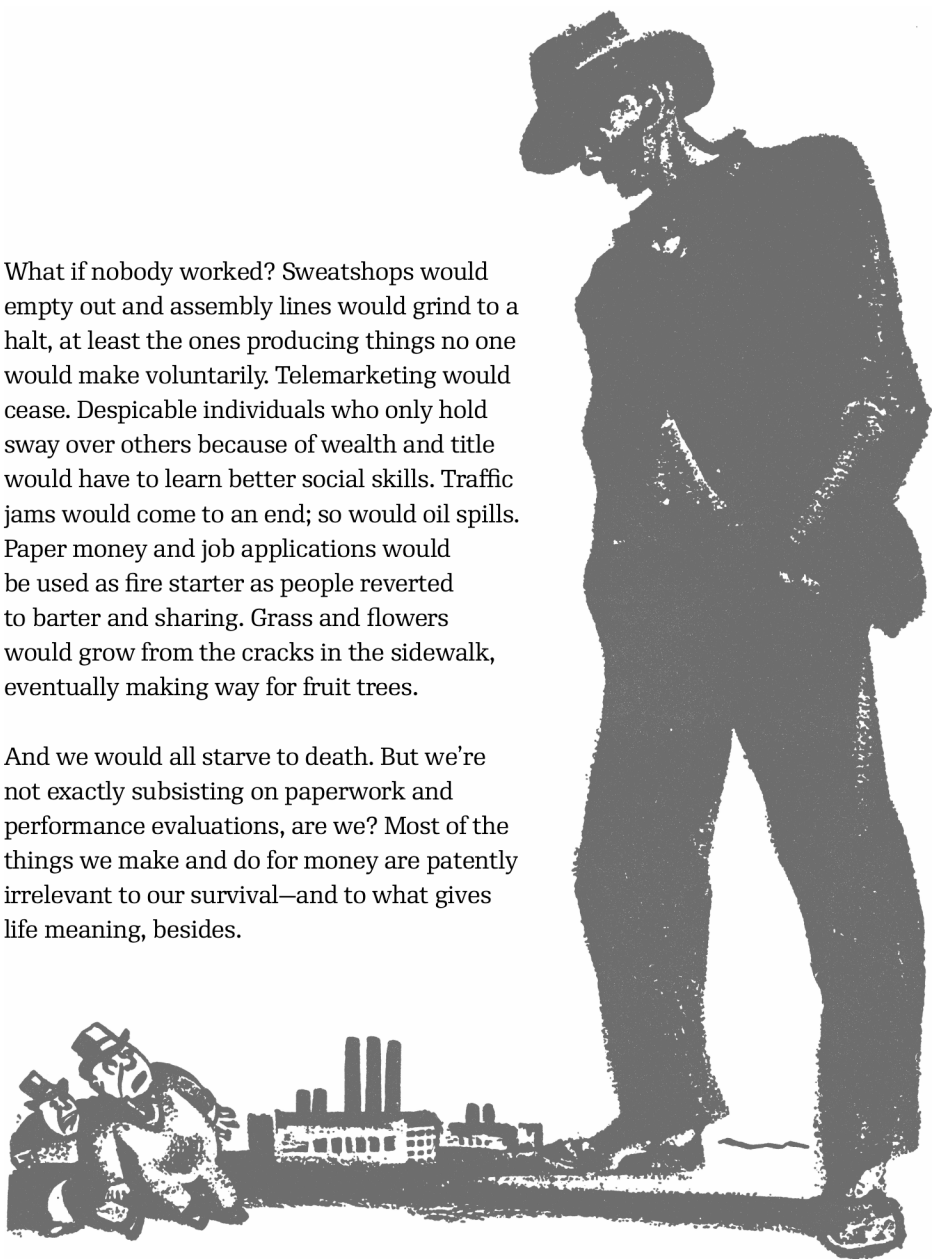 What if nobody worked? Sweatshops would
empty out and assembly lines would grind to a
halt, at least the ones producing things no one
would make voluntarily. Telemarketing would
cease. Despicable individuals who only hold
sway over others because of wealth and title
would have to learn better social skills. Traffic
jams would come to an end; so would oil spills.
Paper money and job applications would
be used as fire starter as people reverted
to barter and sharing. Grass and flowers
would grow from the cracks in the sidewalk,
eventually making way for fruit trees.
And we would all starve to death. But we’re
not exactly subsisting on paperwork and
performance evaluations, are we? Most of the
things we make and do for money are patently
irrelevant to our survival—and to what gives
life meaning, besides.